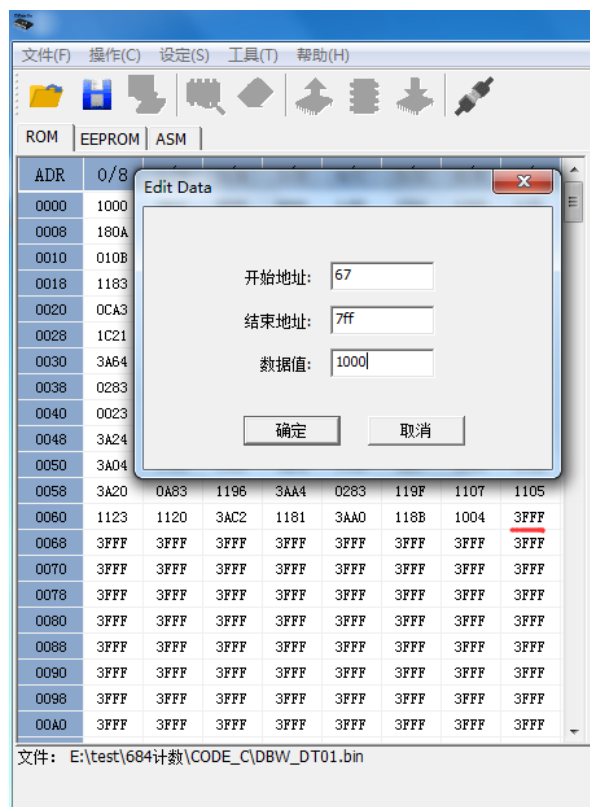 文件(F) 操作(C) 设定(S) 工具(T) 帮助(H)
ROM EEPROM ASM
ADR 0/8
Edit Data
0000 1000
0008 180A
0010 010B
0018 1183
0020 0CA3
0028 1C21
0030 3A64
0038 0283
0040 0023
0048 3A24
0050 3A04
开始地址: 67
结束地址: 7ff
数据值: 1000
确定 取消
0058 3A20 0A83 1196 3AA4 0283 119F 1107 1105
0060 1123 1120 3AC2 1181 3AA0 118B 1004 3FFF
0068 3FFF 3FFF 3FFF 3FFF 3FFF 3FFF 3FFF 3FFF
0070 3FFF 3FFF 3FFF 3FFF 3FFF 3FFF 3FFF 3FFF
0078 3FFF 3FFF 3FFF 3FFF 3FFF 3FFF 3FFF 3FFF
0080 3FFF 3FFF 3FFF 3FFF 3FFF 3FFF 3FFF 3FFF
0088 3FFF 3FFF 3FFF 3FFF 3FFF 3FFF 3FFF 3FFF
0090 3FFF 3FFF 3FFF 3FFF 3FFF 3FFF 3FFF 3FFF
0098 3FFF 3FFF 3FFF 3FFF 3FFF 3FFF 3FFF 3FFF
00A0 3FFF 3FFF 3FFF 3FFF 3FFF 3FFF 3FFF 3FFF
文件: E:\test\684计数\CODE_C\DBW_DT01.bin